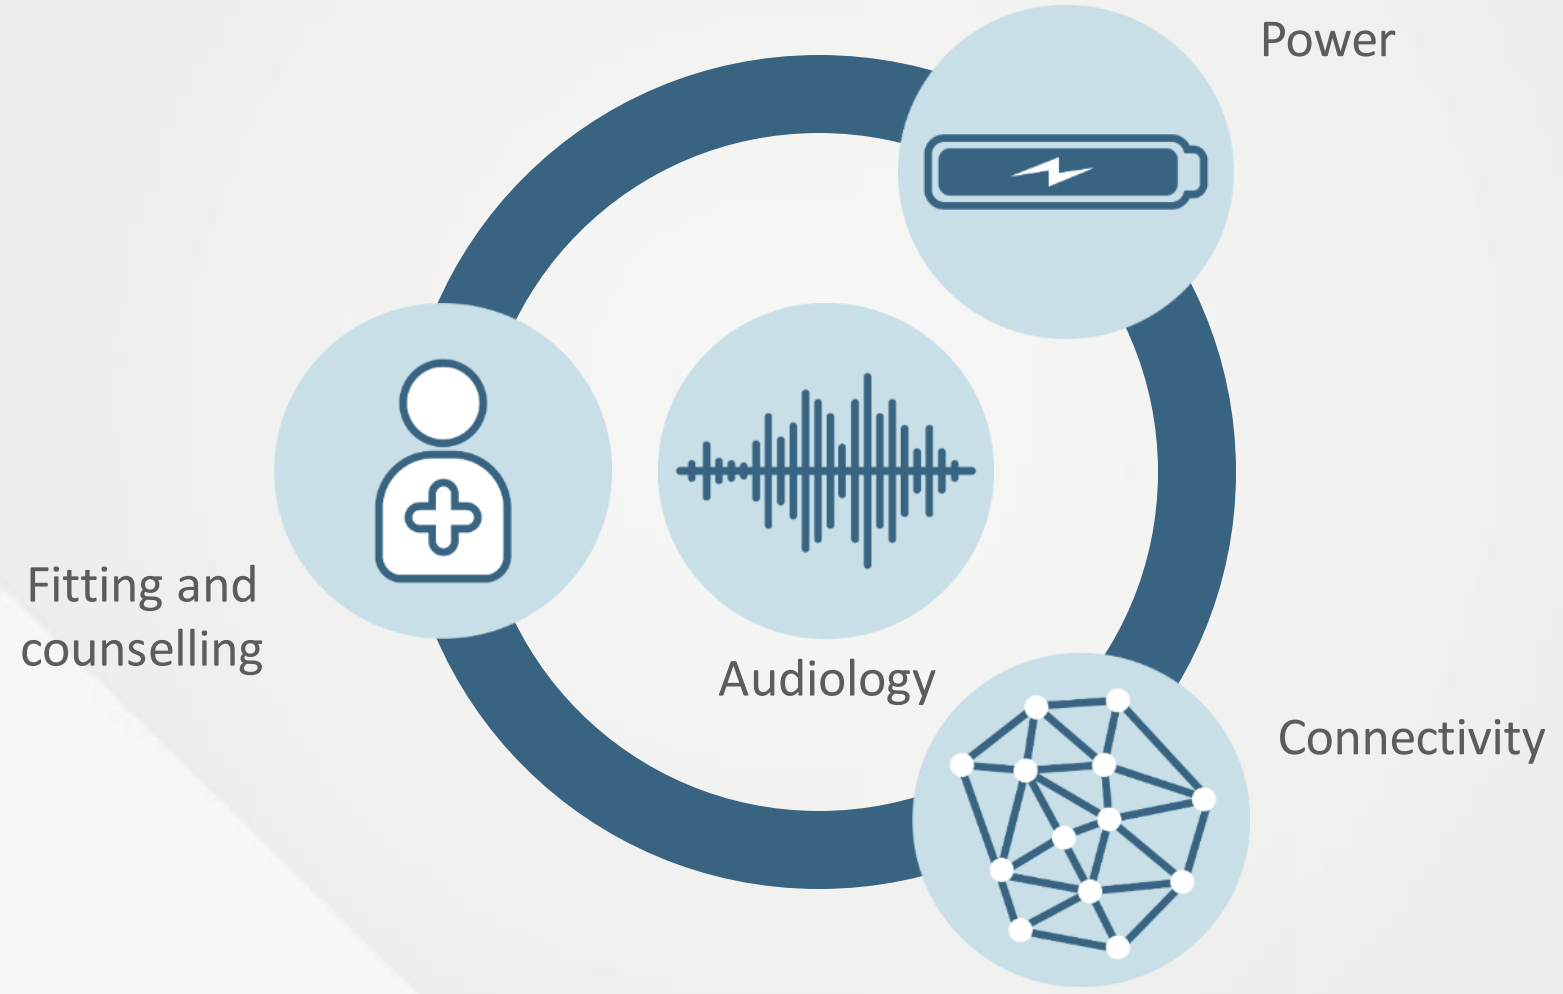 Power
Fitting and
counselling
Audiology
Connectivity